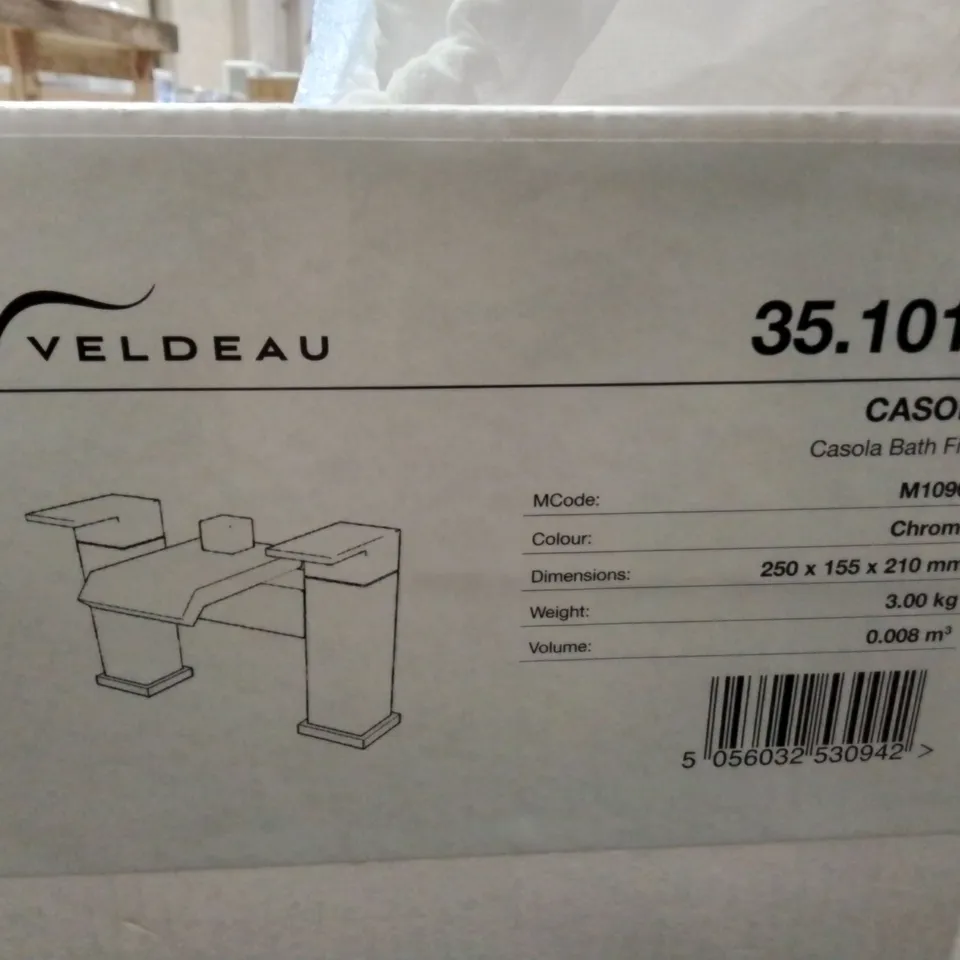 VELDEAU
35.101
CASO
Casola Bath Fi
MCode: M109
Colour: Chrom
Dimensions: 250 x 155 x 210 mm
Weight: 3.00 kg
Volume: 0.008 m³
5 056032 530942 >